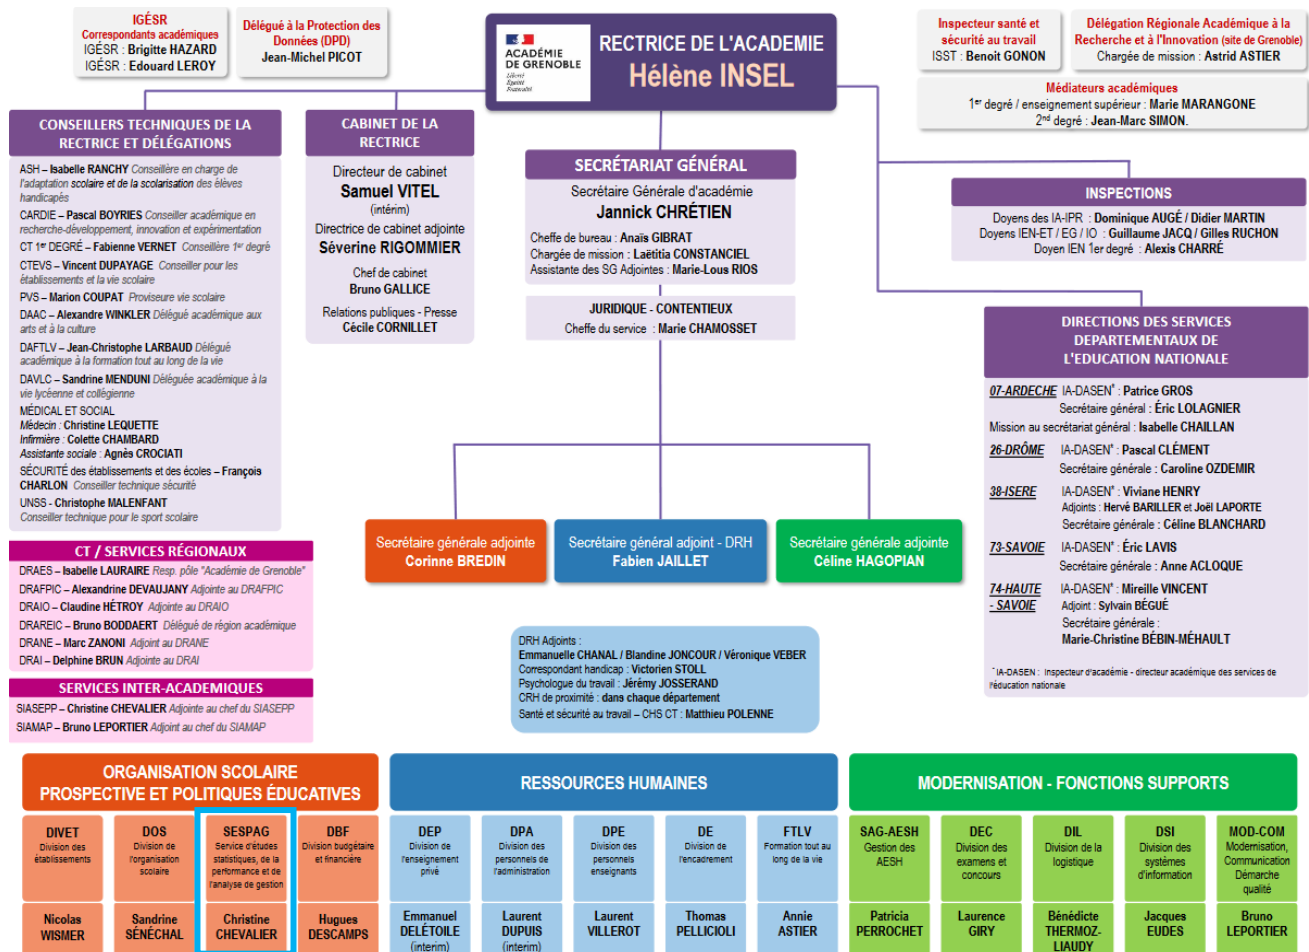 IGÉSR
Correspondants académiques
IGÉSR : Brigitte HAZARD
IGÉSR : Edouard LEROY
Délégué à la Protection des
Données (DPD)
Jean-Michel PICOT
ACADÉMIE
DE GRENOBLE
Liberté
Égalité
Fraternité
RECTRICE DE L'ACADEMIE
Hélène INSEL
Inspecteur santé et
sécurité au travail
ISST : Benoit GONON
Délégation Régionale Académique à la
Recherche et à l'Innovation (site de Grenoble)
Chargée de mission : Astrid ASTIER
Médiateurs académiques
1er degré / enseignement supérieur : Marie MARANGONE
2nd degré : Jean-Marc SIMON.
CONSEILLERS TECHNIQUES DE LA
RECTRICE ET DÉLÉGATIONS
ASH – Isabelle RANCHY Conseillère en charge de
l'adaptation scolaire et de la scolarisation des élèves
handicapés
CARDIE – Pascal BOYRIES Conseiller académique en
recherche-développement, innovation et expérimentation
CT 1er DEGRÉ – Fabienne VERNET Conseillère 1er degré
CTEVS – Vincent DUPAYAGE Conseiller pour les
établissements et la vie scolaire
PVS – Marion COUPAT Proviseure vie scolaire
DAAC – Alexandre WINKLER Délégué académique aux
arts et à la culture
DAFTLV – Jean-Christophe LARBAUD Délégué
académique à la formation tout au long de la vie
DAVLC – Sandrine MENDUNI Déléguée académique à la
vie lycéenne et collégienne
MÉDICAL ET SOCIAL
Médecin : Christine LEQUETTE
Infirmière : Colette CHAMBARD
Assistante sociale : Agnès CROCIATI
SÉCURITÉ des établissements et des écoles – François
CHARLON Conseiller technique sécurité
UNSS - Christophe MALENFANT
Conseiller technique pour le sport scolaire
CT / SERVICES RÉGIONAUX
DRAES – Isabelle LAURAIRE Resp. pôle "Académie de Grenoble"
DRAFPIC – Alexandrine DEVAUJANY Adjointe au DRAFPIC
DRAIO – Claudine HÉTROY Adjointe au DRAIO
DRAREIC – Bruno BODDAERT Délégué de région académique
DRANE – Marc ZANONI Adjoint au DRANE
DRAI – Delphine BRUN Adjointe au DRAI
SERVICES INTER-ACADEMIQUES
SIASEPP – Christine CHEVALIER Adjointe au chef du SIASEPP
SIAMAP – Bruno LEPORTIER Adjoint au chef du SIAMAP
CABINET DE LA
RECTRICE
Directeur de cabinet
Samuel VITEL
(intérim)
Directrice de cabinet adjointe
Séverine RIGOMMIER
Chef de cabinet
Bruno GALLICE
Relations publiques - Presse
Cécile CORNILLET
SECRÉTARIAT GÉNÉRAL
Secrétaire Générale d'académie
Jannick CHRÉTIEN
Cheffe de bureau : Anaïs GIBRAT
Chargée de mission : Laëtitia CONSTANCIEL
Assistante des SG Adjointes : Marie-Lous RIOS
JURIDIQUE - CONTENTIEUX
Cheffe du service : Marie CHAMOSSET
INSPECTIONS
Doyens des IA-IPR : Dominique AUGÉ / Didier MARTIN
Doyens IEN-ET / EG / IO : Guillaume JACQ / Gilles RUCHON
Doyen IEN 1er degré : Alexis CHARRÉ
DIRECTIONS DES SERVICES
DEPARTEMENTAUX DE
L'EDUCATION NATIONALE
07-ARDECHE IA-DASEN* : Patrice GROS
Secrétaire général : Éric LOLAGNIER
Mission au secrétariat général : Isabelle CHAILLAN
26-DRÔME IA-DASEN* : Pascal CLÉMENT
Secrétaire générale : Caroline OZDEMIR
38-ISERE IA-DASEN* : Viviane HENRY
Adjoints : Hervé BARILLER et Joël LAPORTE
Secrétaire générale : Céline BLANCHARD
73-SAVOIE IA-DASEN* : Éric LAVIS
Secrétaire générale : Anne ACLOQUE
74-HAUTE IA-DASEN* : Mireille VINCENT
- SAVOIE Adjoint : Sylvain BÉGUÉ
Secrétaire générale :
Marie-Christine BÉBIN-MÉHAULT
*IA-DASEN : Inspecteur d'académie - directeur académique des services de
l'éducation nationale
Secrétaire générale adjointe
Corinne BREDIN
Secrétaire général adjoint - DRH
Fabien JAILLET
Secrétaire générale adjointe
Céline HAGOPIAN
DRH Adjoints :
Emmanuelle CHANAL / Blandine JONCOUR / Véronique VEBER
Correspondant handicap : Victorien STOLL
Psychologue du travail : Jérémy JOSSERAND
CRH de proximité : dans chaque département
Santé et sécurité au travail – CHS CT : Matthieu POLENNE
ORGANISATION SCOLAIRE
PROSPECTIVE ET POLITIQUES ÉDUCATIVES
DIVET
Division des
établissements
Nicolas
WISMER
DOS
Division de
l'organisation
scolaire
Sandrine
SÉNÉCHAL
SESPAG
Service d'études
statistiques, de la
performance et de
l'analyse de gestion
Christine
CHEVALIER
DBF
Division budgétaire
et financière
Hugues
DESCAMPS
RESSOURCES HUMAINES
DEP
Division de
l'enseignement
privé
Emmanuel
DELÉTOILE
(interim)
DPA
Division des
personnels de
l'administration
Laurent
DUPUIS
(interim)
DPE
Division des
personnels
enseignants
Laurent
VILLEROT
DE
Division de
l'encadrement
Thomas
PELLICIOLI
FTLV
Formation tout au
long de la vie
Annie
ASTIER
MODERNISATION - FONCTIONS SUPPORTS
SAG-AESH
Gestion des
AESH
Patricia
PERROCHET
DEC
Division des
examens et
concours
Laurence
GIRY
DIL
Division de la
logistique
Bénédicte
THERMOZ-
LIAUDY
DSI
Division des
systèmes
d'information
Jacques
EUDES
MOD-COM
Modernisation,
Communication
Démarche
qualité
Bruno
LEPORTIER